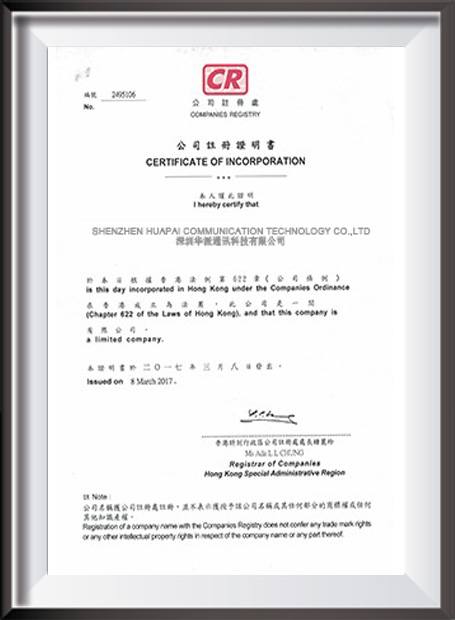 CR
編號 2495106
No.
公司註冊處
COMPANIES REGISTRY
公司註冊證明書
CERTIFICATE OF INCORPORATION
***
本人謹此證明
I hereby certify that
SHENZHEN HUAPAI COMMUNICATION TECHNOLOGY CO.,LTD
深圳华派通讯科技有限公司
於本日根據香港法例第622章《公司條例》
is this day incorporated in Hong Kong under the Companies Ordinance
在香港成立為法團，此公司是一間
(Chapter 622 of the Laws of Hong Kong), and that this company is
有限公司。
a limited company.
本證明書於二〇一七年三月八日發出。
Issued on 8 March 2017.
香港特別行政區公司註冊處處長鍾麗玲
Ms Ada L L CHUNG
Registrar of Companies
Hong Kong Special Administrative Region
註 Note :
公司名稱獲公司註冊處註冊，並不表示獲授予該公司名稱或其任何部分的商標權或任何
其他知識產權。
Registration of a company name with the Companies Registry does not confer any trade mark rights
or any other intellectual property rights in respect of the company name or any part thereof.